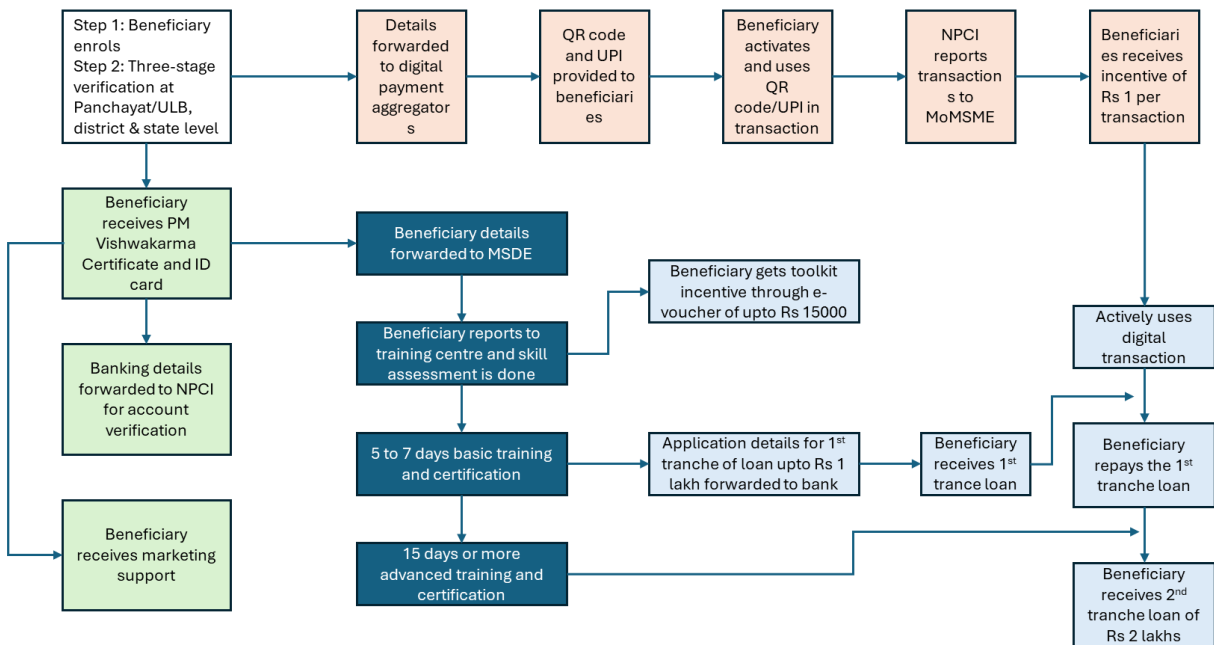 Step 1: Beneficiary
enrols
Step 2: Three-stage
verification at
Panchayat/ULB,
district & state level
Details
forwarded
to digital
payment
aggregator
s
QR code
and UPI
provided to
beneficiari
es
Beneficiary
activates
and uses
QR
code/UPI in
transaction
NPCI
reports
transaction
s to
MoMSME
Beneficiari
es receives
incentive of
Rs 1 per
transaction
Beneficiary
receives PM
Vishwakarma
Certificate and ID
card
Beneficiary details
forwarded to MSDE
Beneficiary gets toolkit
incentive through e-
voucher of upto Rs 15000
Actively uses
digital
transaction
Beneficiary reports to
training centre and skill
assessment is done
Banking details
forwarded to NPCI
for account
verification
5 to 7 days basic training
and certification
Application details for 1st
tranche of loan upto Rs 1
lakh forwarded to bank
Beneficiary
receives 1st
trance loan
Beneficiary
repays the 1st
tranche loan
Beneficiary
receives marketing
support
15 days or more
advanced training and
certification
Beneficiary
receives 2nd
tranche loan of
Rs 2 lakhs